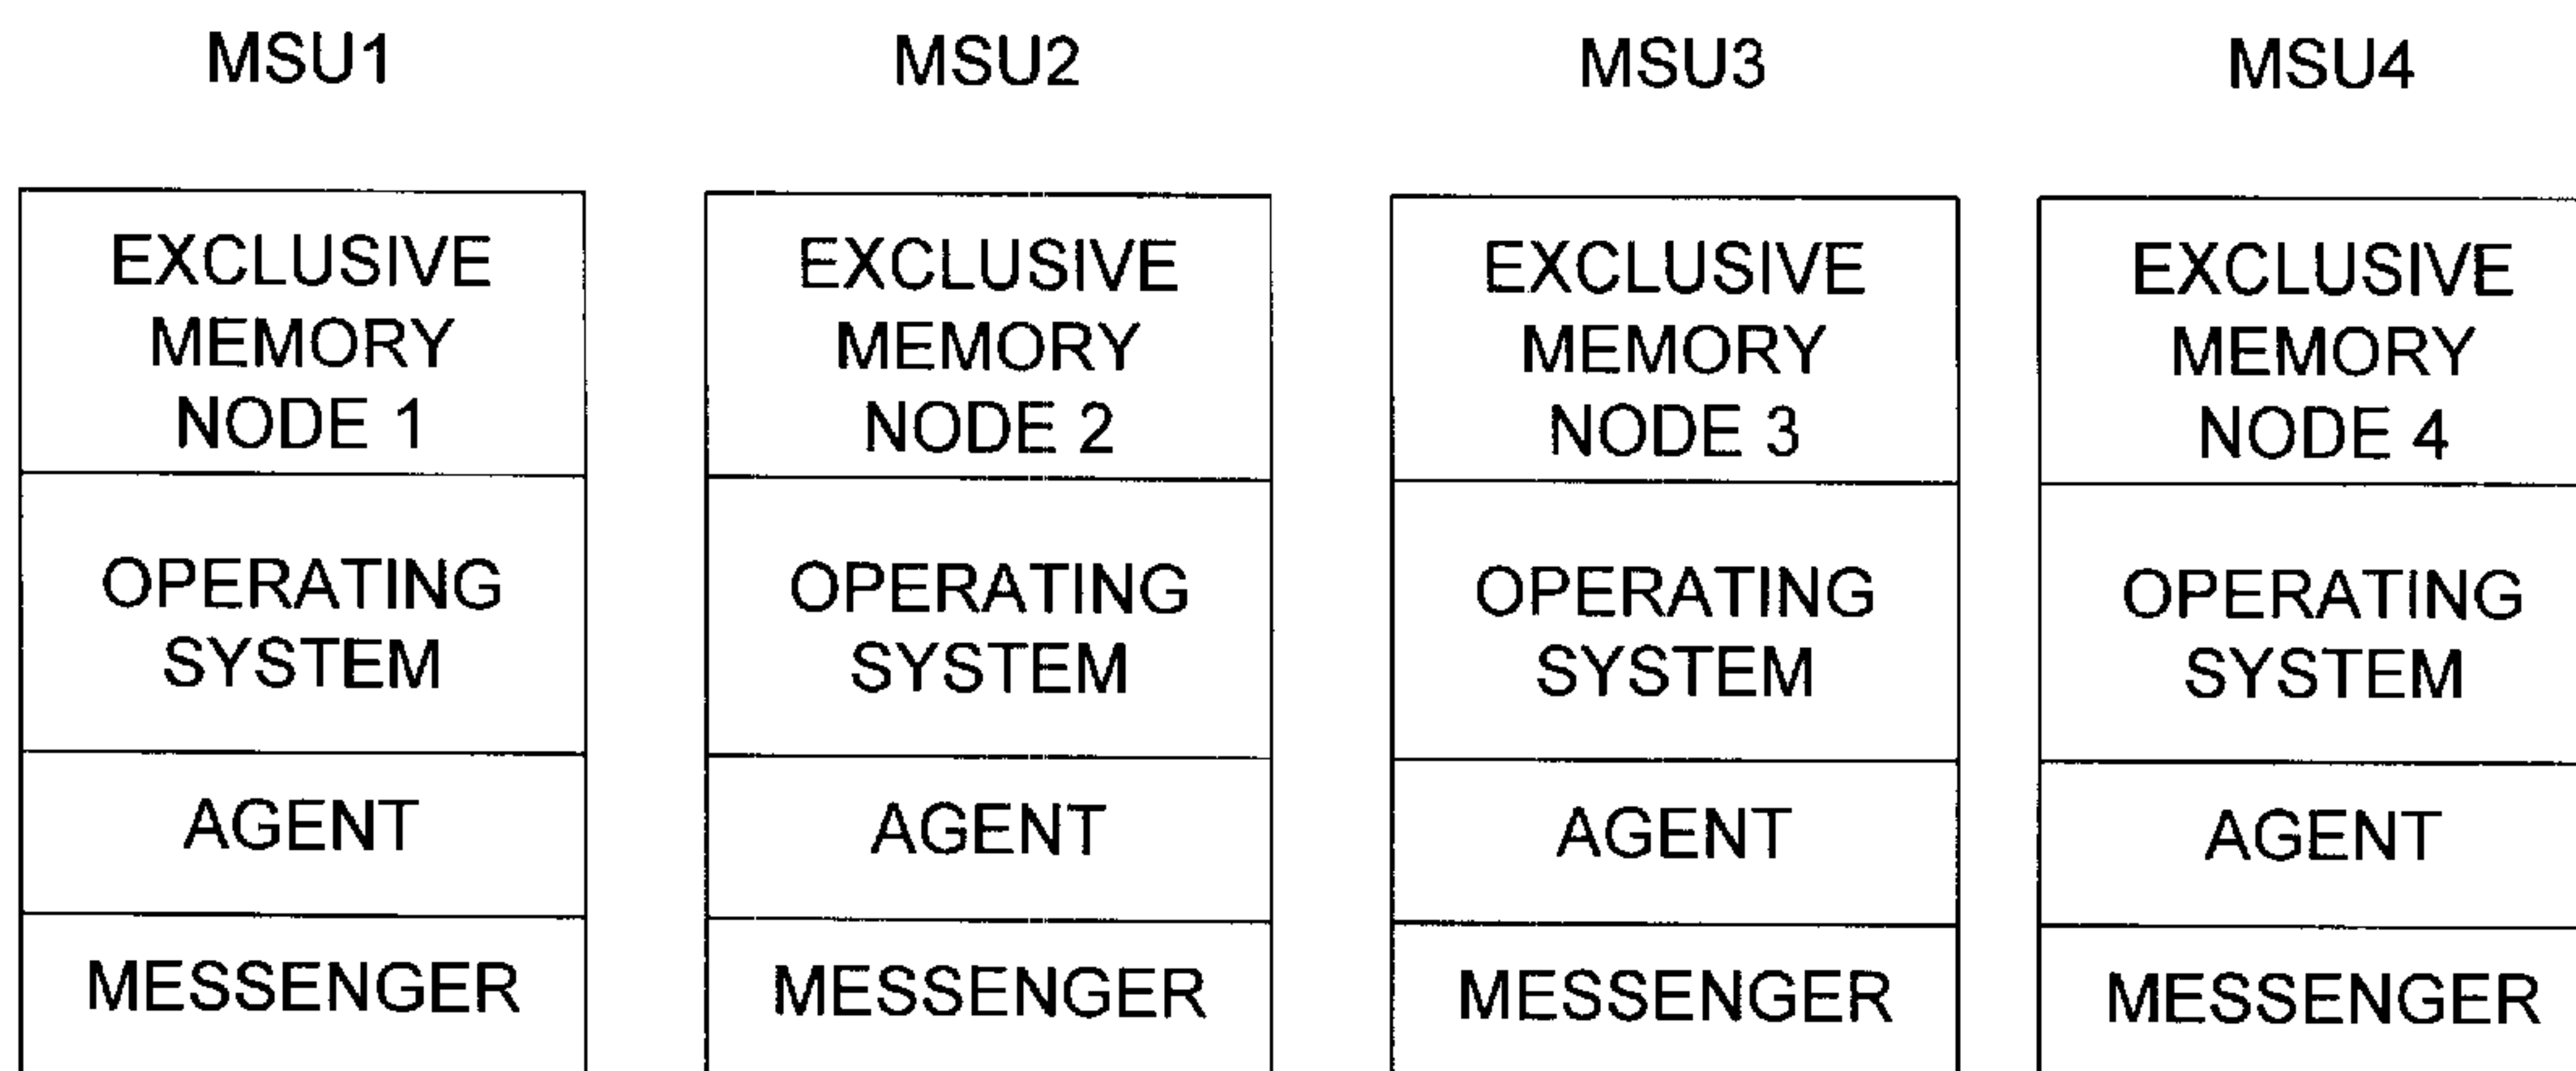 MSU1 MSU2 MSU3 MSU4
EXCLUSIVE EXCLUSIVE EXCLUSIVE EXCLUSIVE
MEMORY MEMORY MEMORY MEMORY
NODE 1 NODE 2 NODE 3 NODE 4
OPERATING OPERATING OPERATING OPERATING
SYSTEM SYSTEM SYSTEM SYSTEM
AGENT AGENT AGENT AGENT
MESSENGER MESSENGER MESSENGER MESSENGER